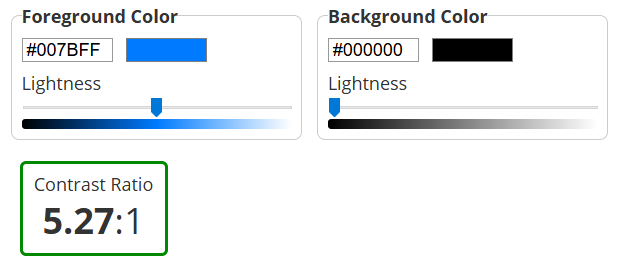 Foreground Color
#007BFF
Lightness
Background Color
#000000
Lightness
Contrast Ratio
5.27:1